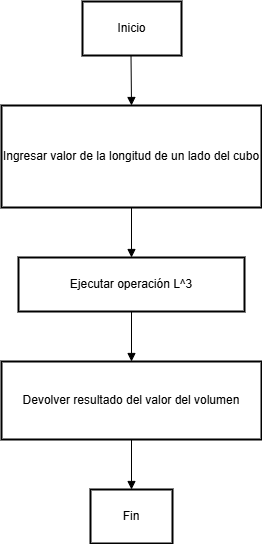 Inicio
Ingresar valor de la longitud de un lado del cubo
Ejecutar operación L^3
Devolver resultado del valor del volumen
Fin